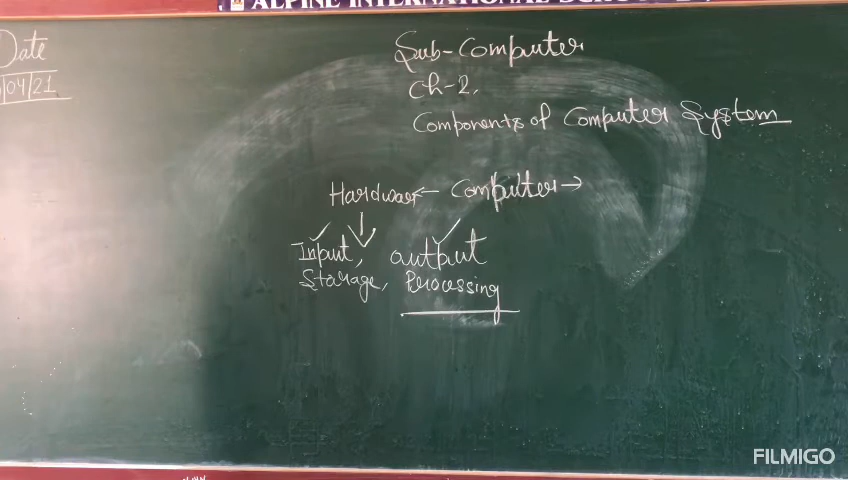 ALPINE INTERNATIONAL
Date
/04/21
Sub-Computer
Ch-2,
Components of Computer System
Hardware ← Computer →
Input, output
Storage, Processing
FILMIGO